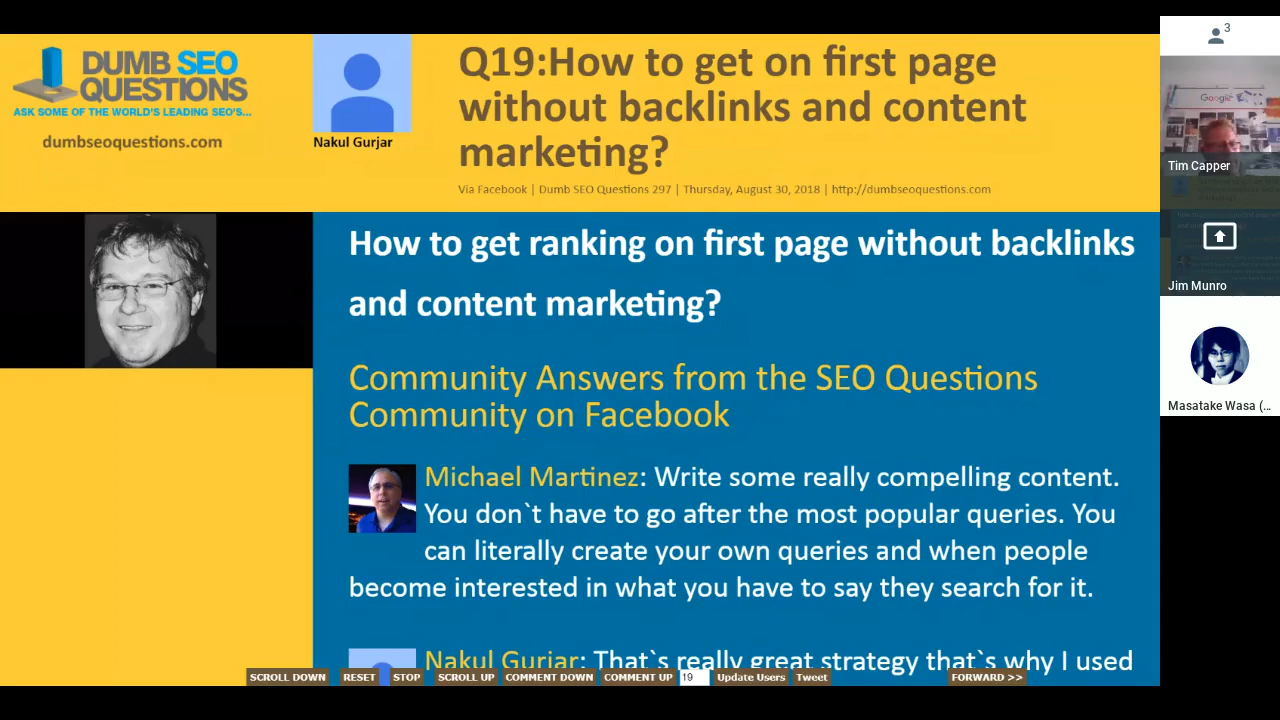 DUMB SEO
QUESTIONS
ASK SOME OF THE WORLD'S LEADING SEO'S...
dumbseoquestions.com
Nakul Gurjar
Q19:How to get on first page
without backlinks and content
marketing?
Via Facebook | Dumb SEO Questions 297 | Thursday, August 30, 2018 | http://dumbseoquestions.com
How to get ranking on first page without backlinks
and content marketing?
Community Answers from the SEO Questions
Community on Facebook
Michael Martinez: Write some really compelling content.
You don`t have to go after the most popular queries. You
can literally create your own queries and when people
become interested in what you have to say they search for it.
Nakul Gurjar: That`s really great strategy that`s why I used
SCROLL DOWN RESET STOP SCROLL UP COMMENT DOWN COMMENT UP 19 Update Users Tweet FORWARD >>
3
Google
Tim Capper
Jim Munro
Masatake Wasa (...